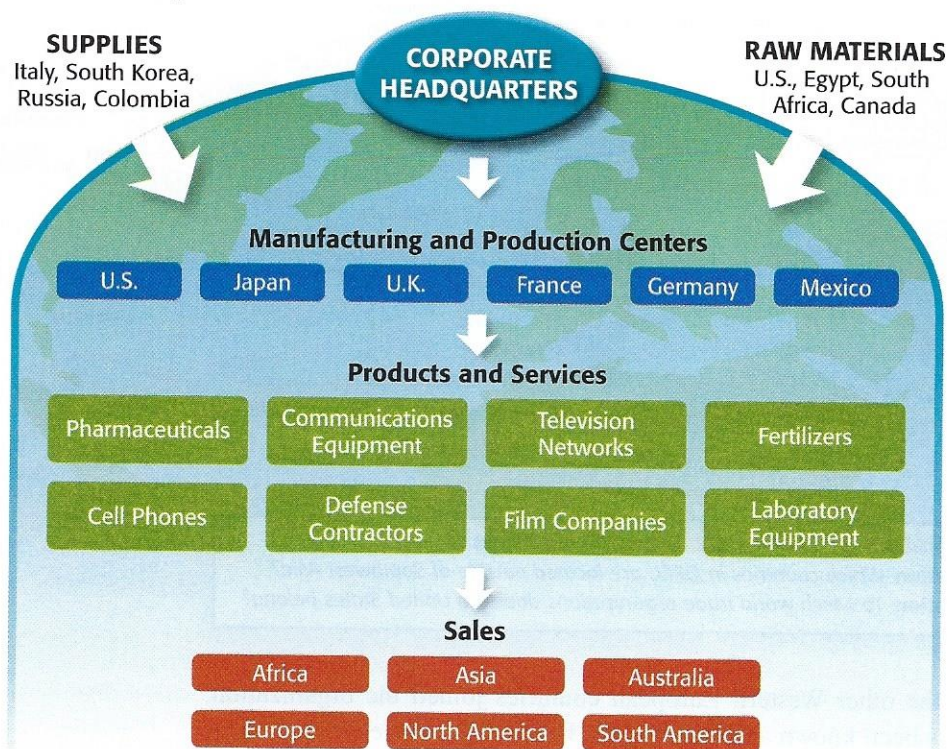 SUPPLIES
Italy, South Korea,
Russia, Colombia
CORPORATE
HEADQUARTERS
RAW MATERIALS
U.S., Egypt, South
Africa, Canada
Manufacturing and Production Centers
U.S.
Japan
U.K.
France
Germany
Mexico
Products and Services
Pharmaceuticals
Communications
Equipment
Television
Networks
Fertilizers
Cell Phones
Defense
Contractors
Film Companies
Laboratory
Equipment
Sales
Africa
Asia
Australia
Europe
North America
South America